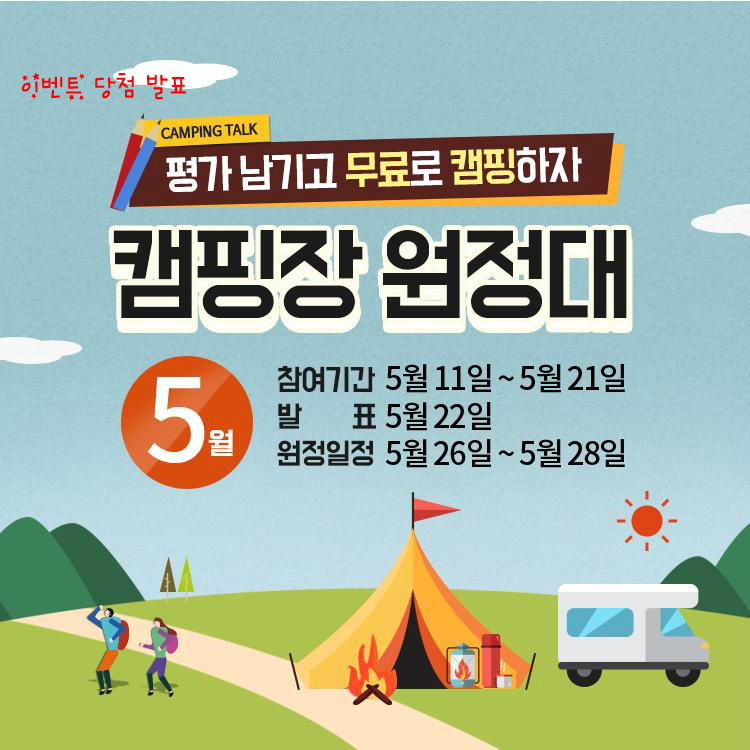 이벤트 당첨 발표
CAMPING TALK
평가 남기고 무료로 캠핑하자
캠핑장 원정대
5월
참여기간 5월 11일 ~ 5월 21일
발 표 5월 22일
원정일정 5월 26일 ~ 5월 28일